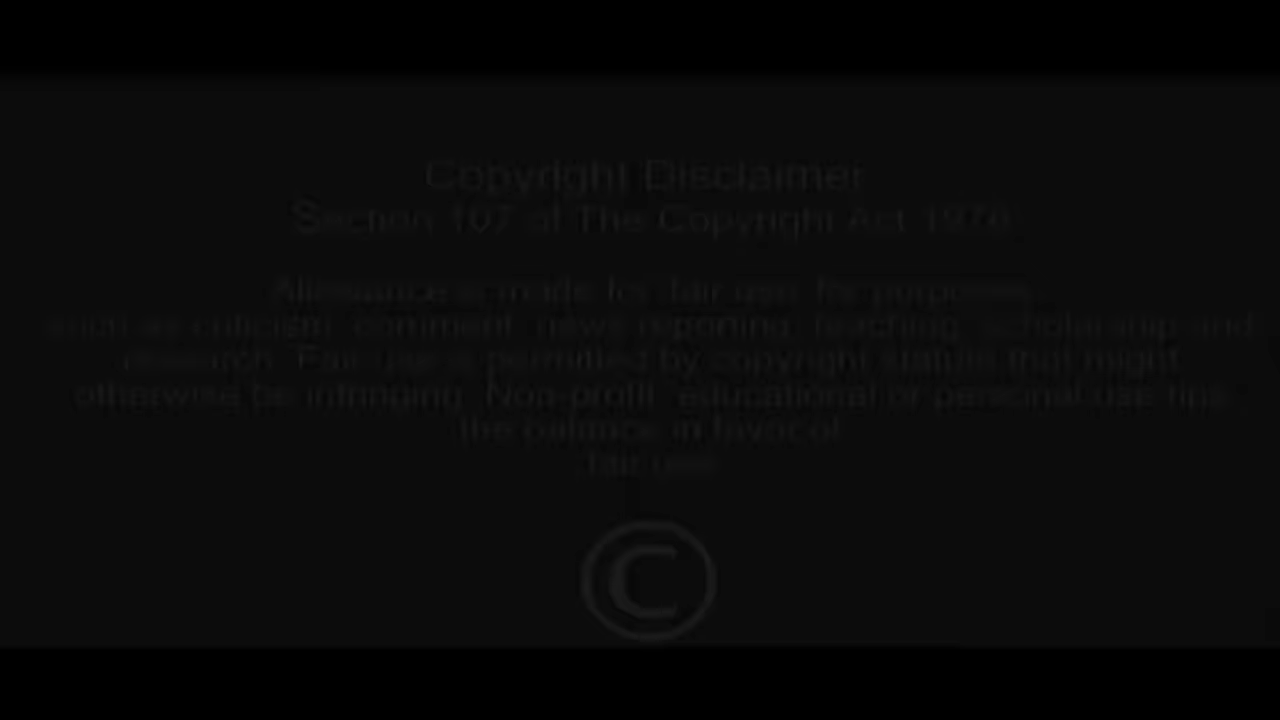 Copyright Disclaimer
Section 107 of The Copyright Act 1976
Allowance is made for fair use for purposes
such as criticism, comment, news reporting, teaching, scholarship and
research. Fair use is permitted by copyright statute that might
otherwise be infringing. Non-profit, educational or personal use tips
the balance in favor of
fair use
©